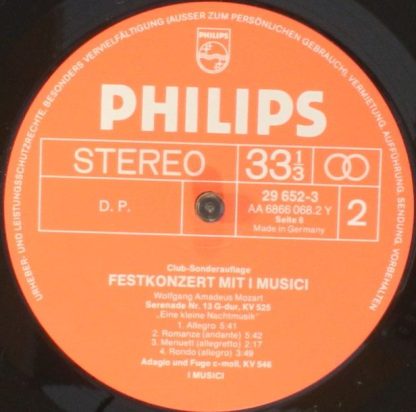 URHEBER- UND LEISTUNGSSCHUTZRECHTE, BESONDERS VERVIELFÄLTIGUNG (AUSSER ZUM PERSÖNLICHEN GEBRAUCH), VERMIETUNG, AUFFÜHRUNG, SENDUNG, VORBEHALTEN
PHILIPS
PHILIPS
STEREO 33 1/3
D. P. 29 652-3
AA 6866 068.2 Y
Seite 6
Made in Germany
2
Club-Sonderauflage
FESTKONZERT MIT I MUSICI
Wolfgang Amadeus Mozart
Serenade Nr. 13 G-dur, KV 525
„Eine kleine Nachtmusik"
1. Allegro 5:41
2. Romanze (andante) 5:42
3. Menuett (allegretto) 2:17
4. Rondo (allegro) 3:49
Adagio und Fuge c-moll, KV 546
I MUSICI